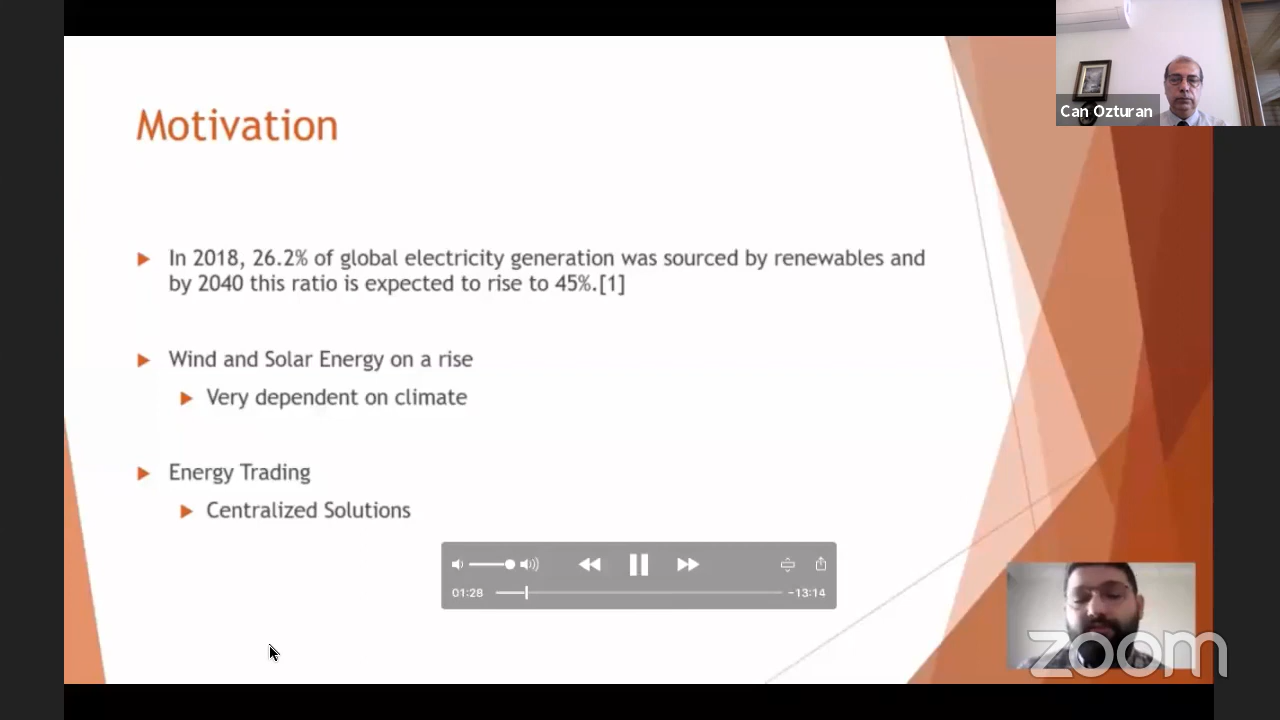 Can Ozturan
Motivation
In 2018, 26.2% of global electricity generation was sourced by renewables and
by 2040 this ratio is expected to rise to 45%.[1]
Wind and Solar Energy on a rise
Very dependent on climate
Energy Trading
Centralized Solutions
01:28
-13:14
zoom